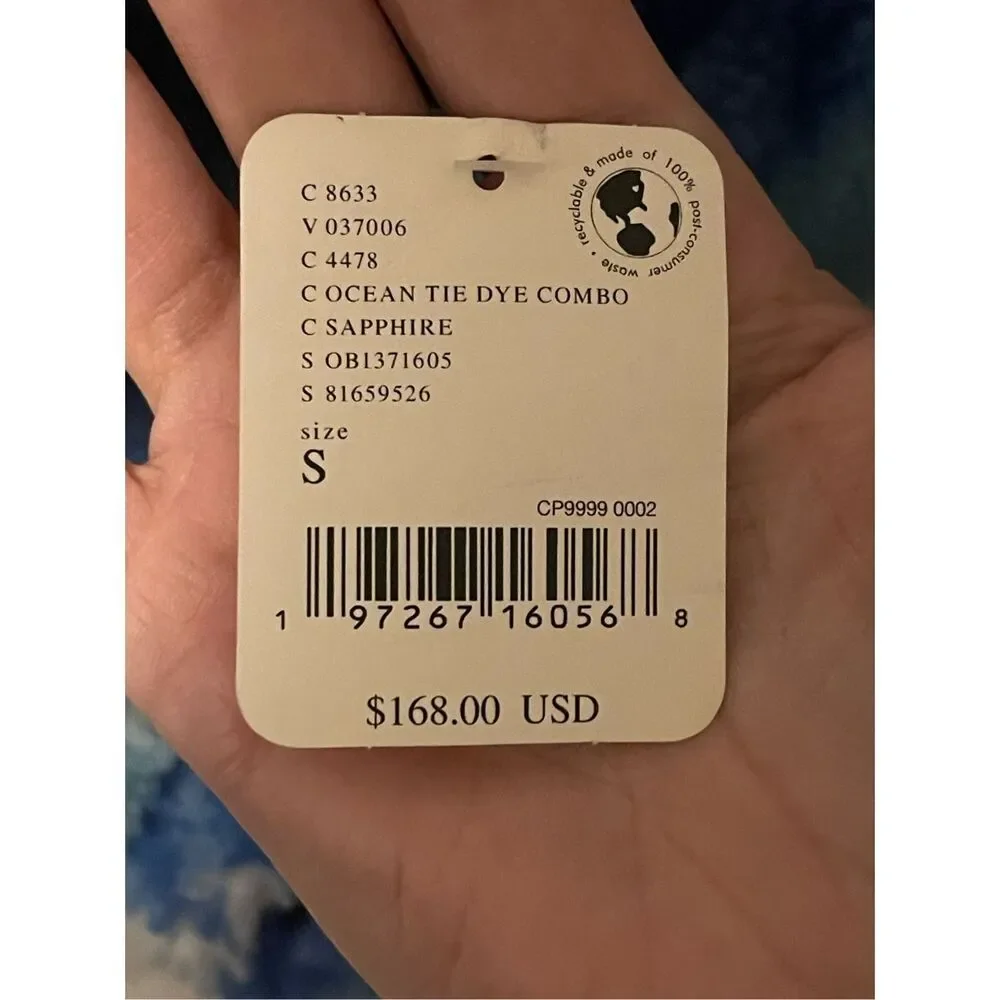 C 8633
V 037006
C 4478
C OCEAN TIE DYE COMBO
C SAPPHIRE
S OB1371605
S 81659526
size
S
recyclable & made of 100% post-consumer waste •
CP9999 0002
1 97267 16056 8
$168.00 USD